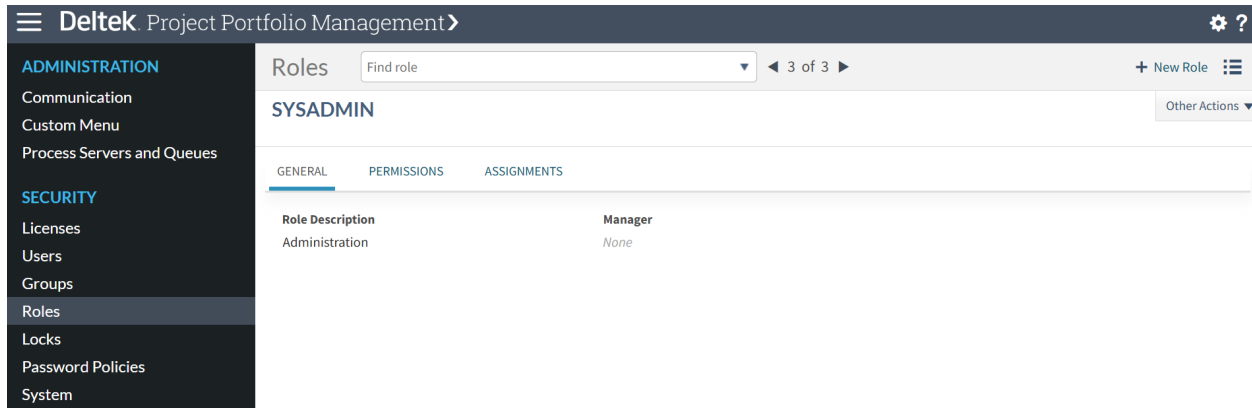 Deltek. Project Portfolio Management
?
ADMINISTRATION
Communication
Custom Menu
Process Servers and Queues
SECURITY
Licenses
Users
Groups
Roles
Locks
Password Policies
System
Roles
Find role
3 of 3
+ New Role
SYSADMIN
Other Actions
GENERAL PERMISSIONS ASSIGNMENTS
Role Description Manager
Administration None